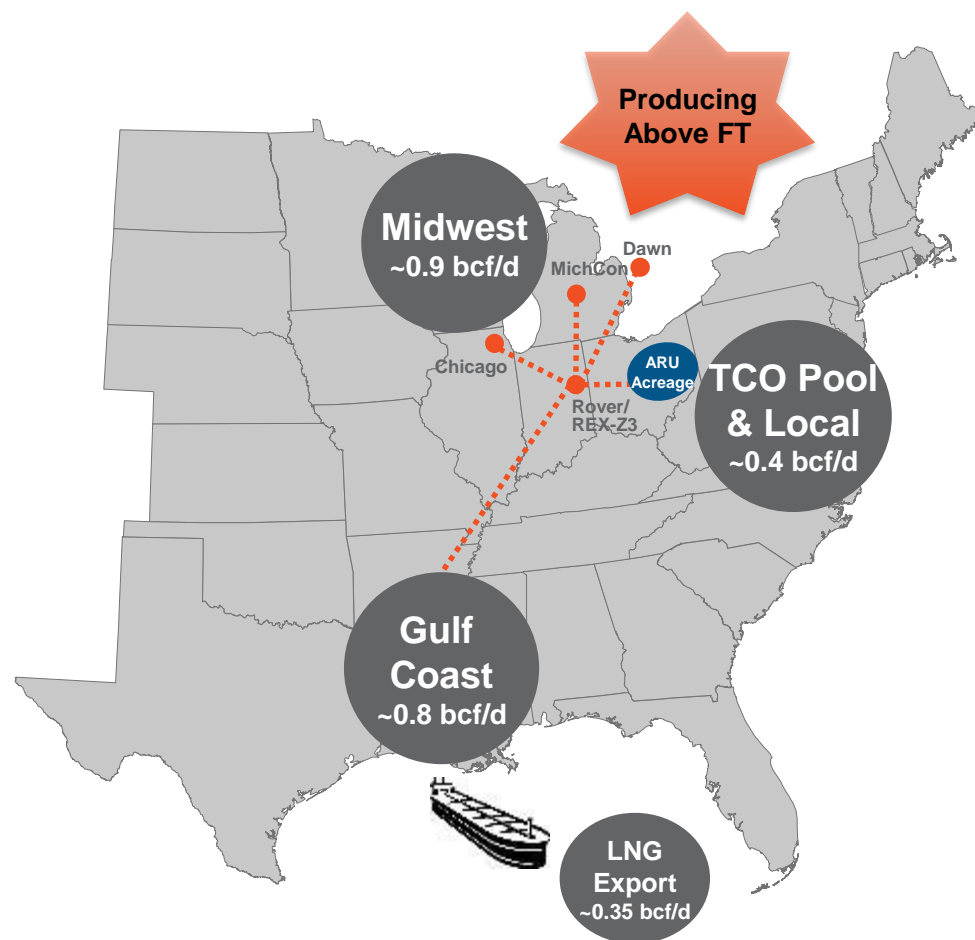 Producing
Above FT
Midwest
~0.9 bcf/d
Dawn
MichCon
Chicago
ARU
Acreage
Rover/
REX-Z3
TCO Pool
& Local
~0.4 bcf/d
Gulf
Coast
~0.8 bcf/d
LNG
Export
~0.35 bcf/d